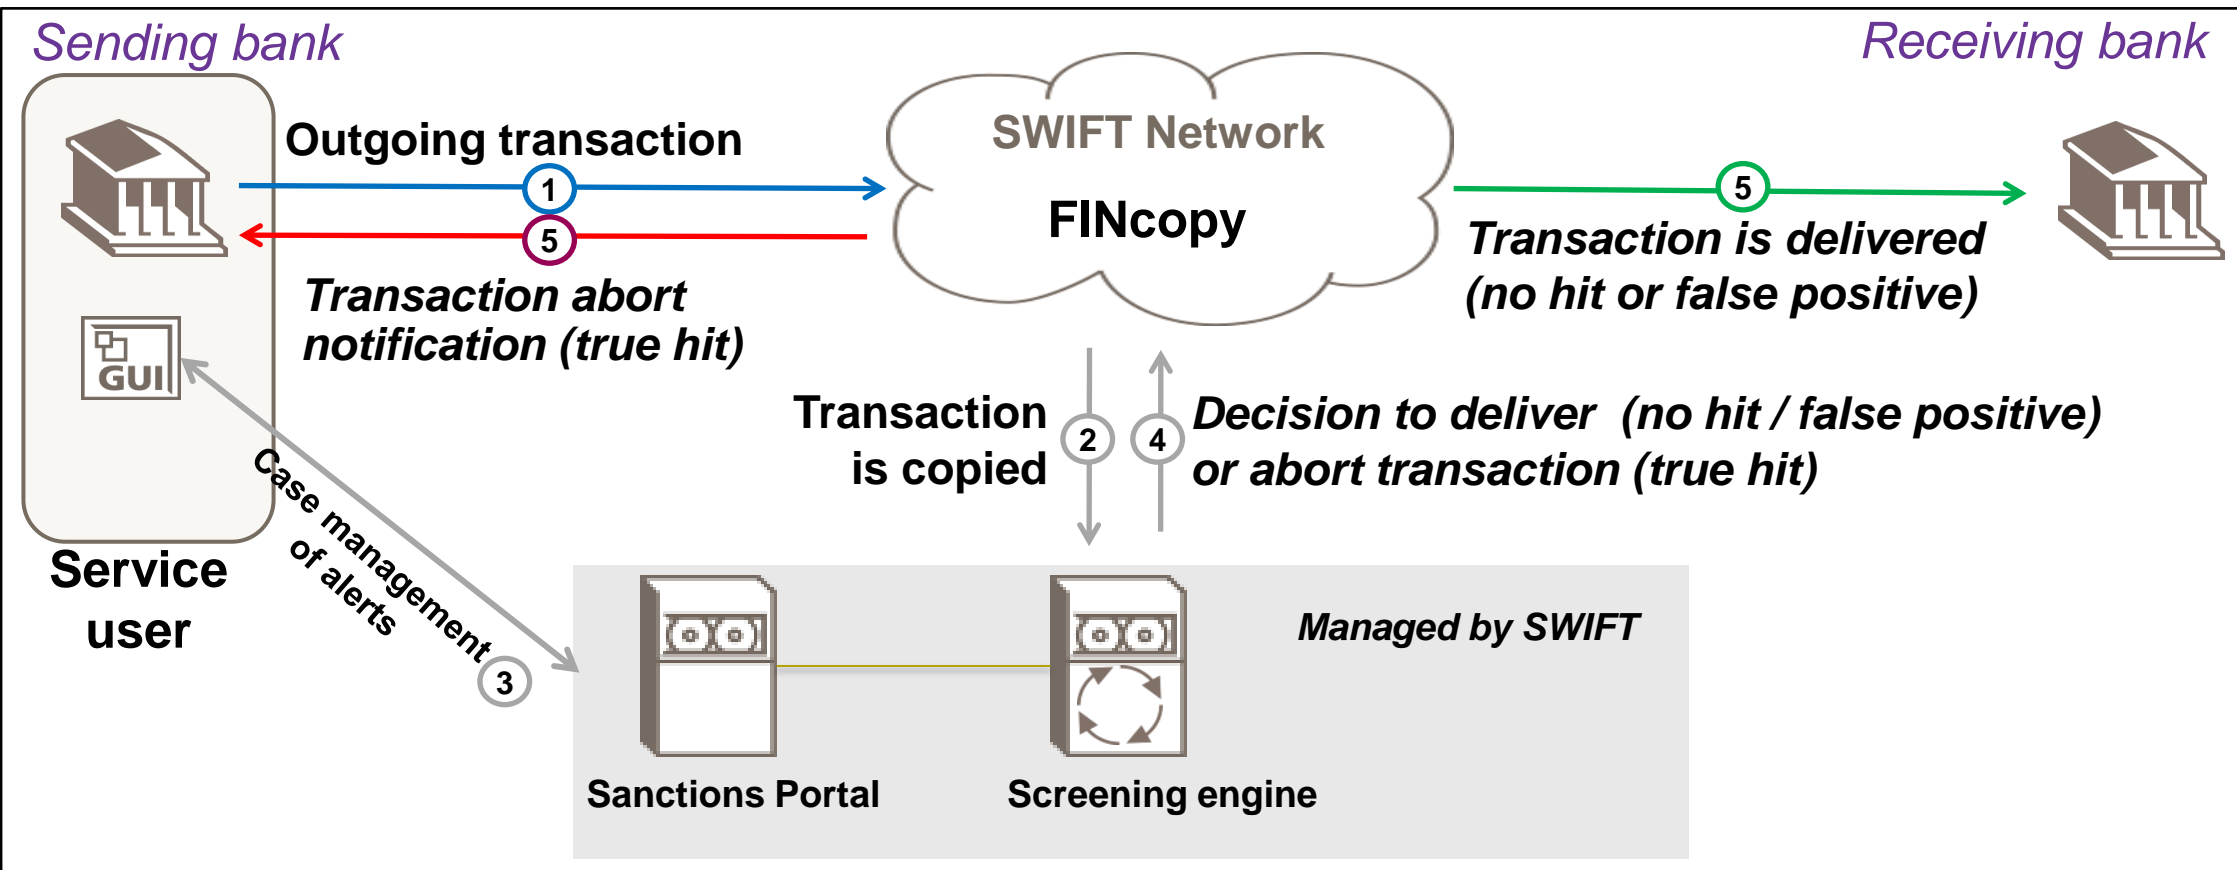 Sending bank
Receiving bank
Outgoing transaction
1
5
Transaction abort
notification (true hit)
SWIFT Network
FINcopy
5
Transaction is delivered
(no hit or false positive)
GUI
Service
user
Case management
of alerts
3
Transaction
is copied
2
4
Decision to deliver (no hit / false positive)
or abort transaction (true hit)
Managed by SWIFT
Sanctions Portal
Screening engine